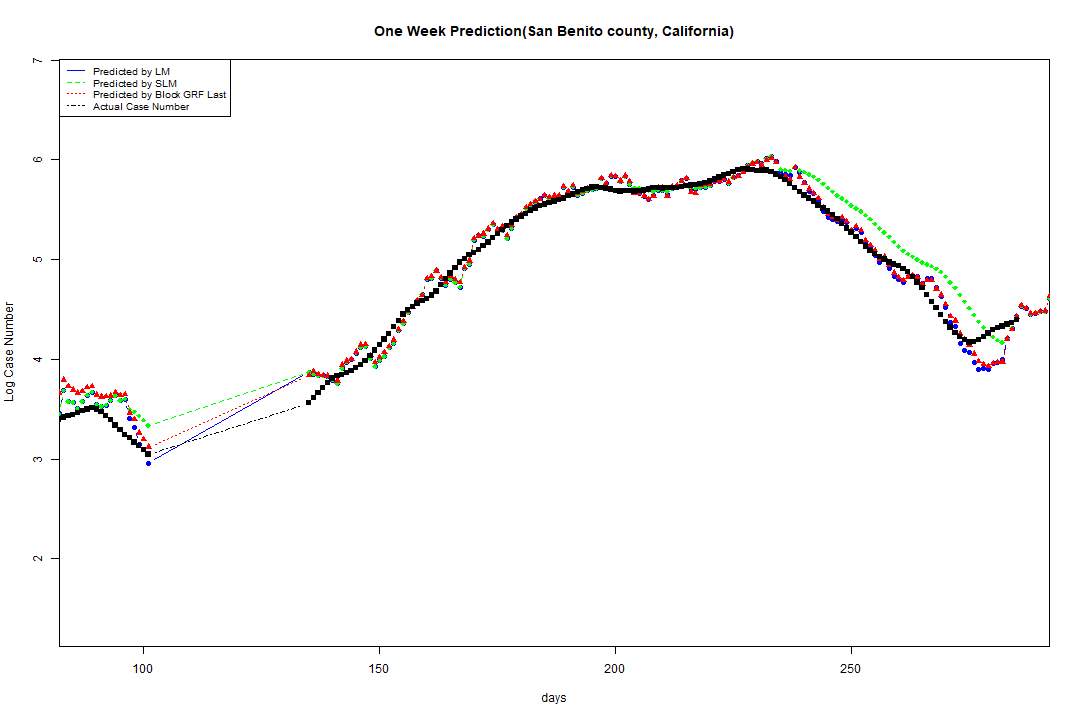 One Week Prediction(San Benito county, California)
Predicted by LM
Predicted by SLM
Predicted by Block GRF Last
Actual Case Number
7
6
5
4
3
2
Log Case Number
100 150 200 250
days